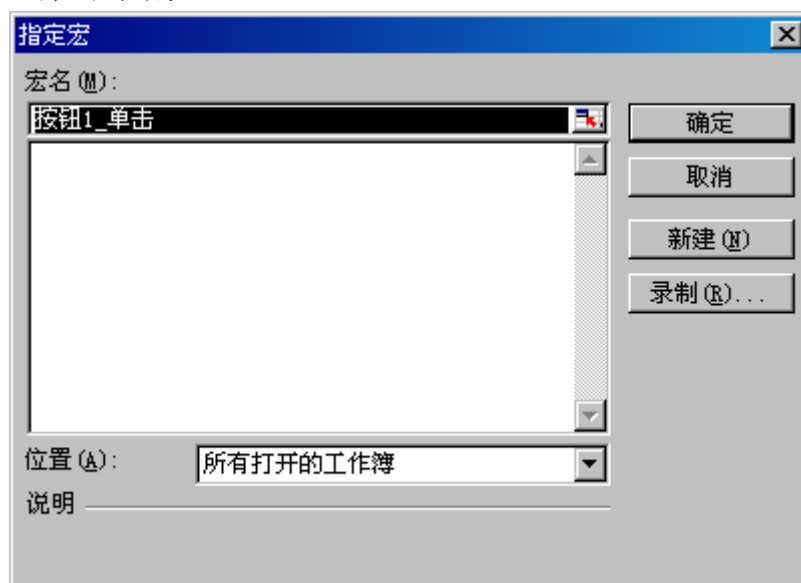 指定宏
宏名(M):
按钮1_单击
确定
取消
新建(N)
录制(R)...
位置(A):
所有打开的工作簿
说明